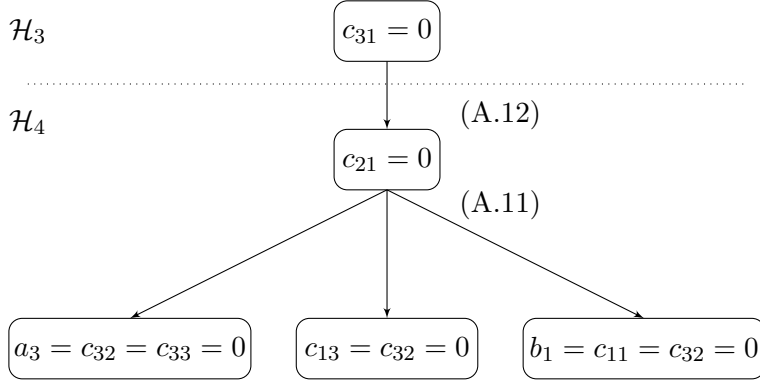 ℋ₃
c₃₁ = 0
ℋ₄
(A.12)
c₂₁ = 0
(A.11)
a₃ = c₃₂ = c₃₃ = 0
c₁₃ = c₃₂ = 0
b₁ = c₁₁ = c₃₂ = 0